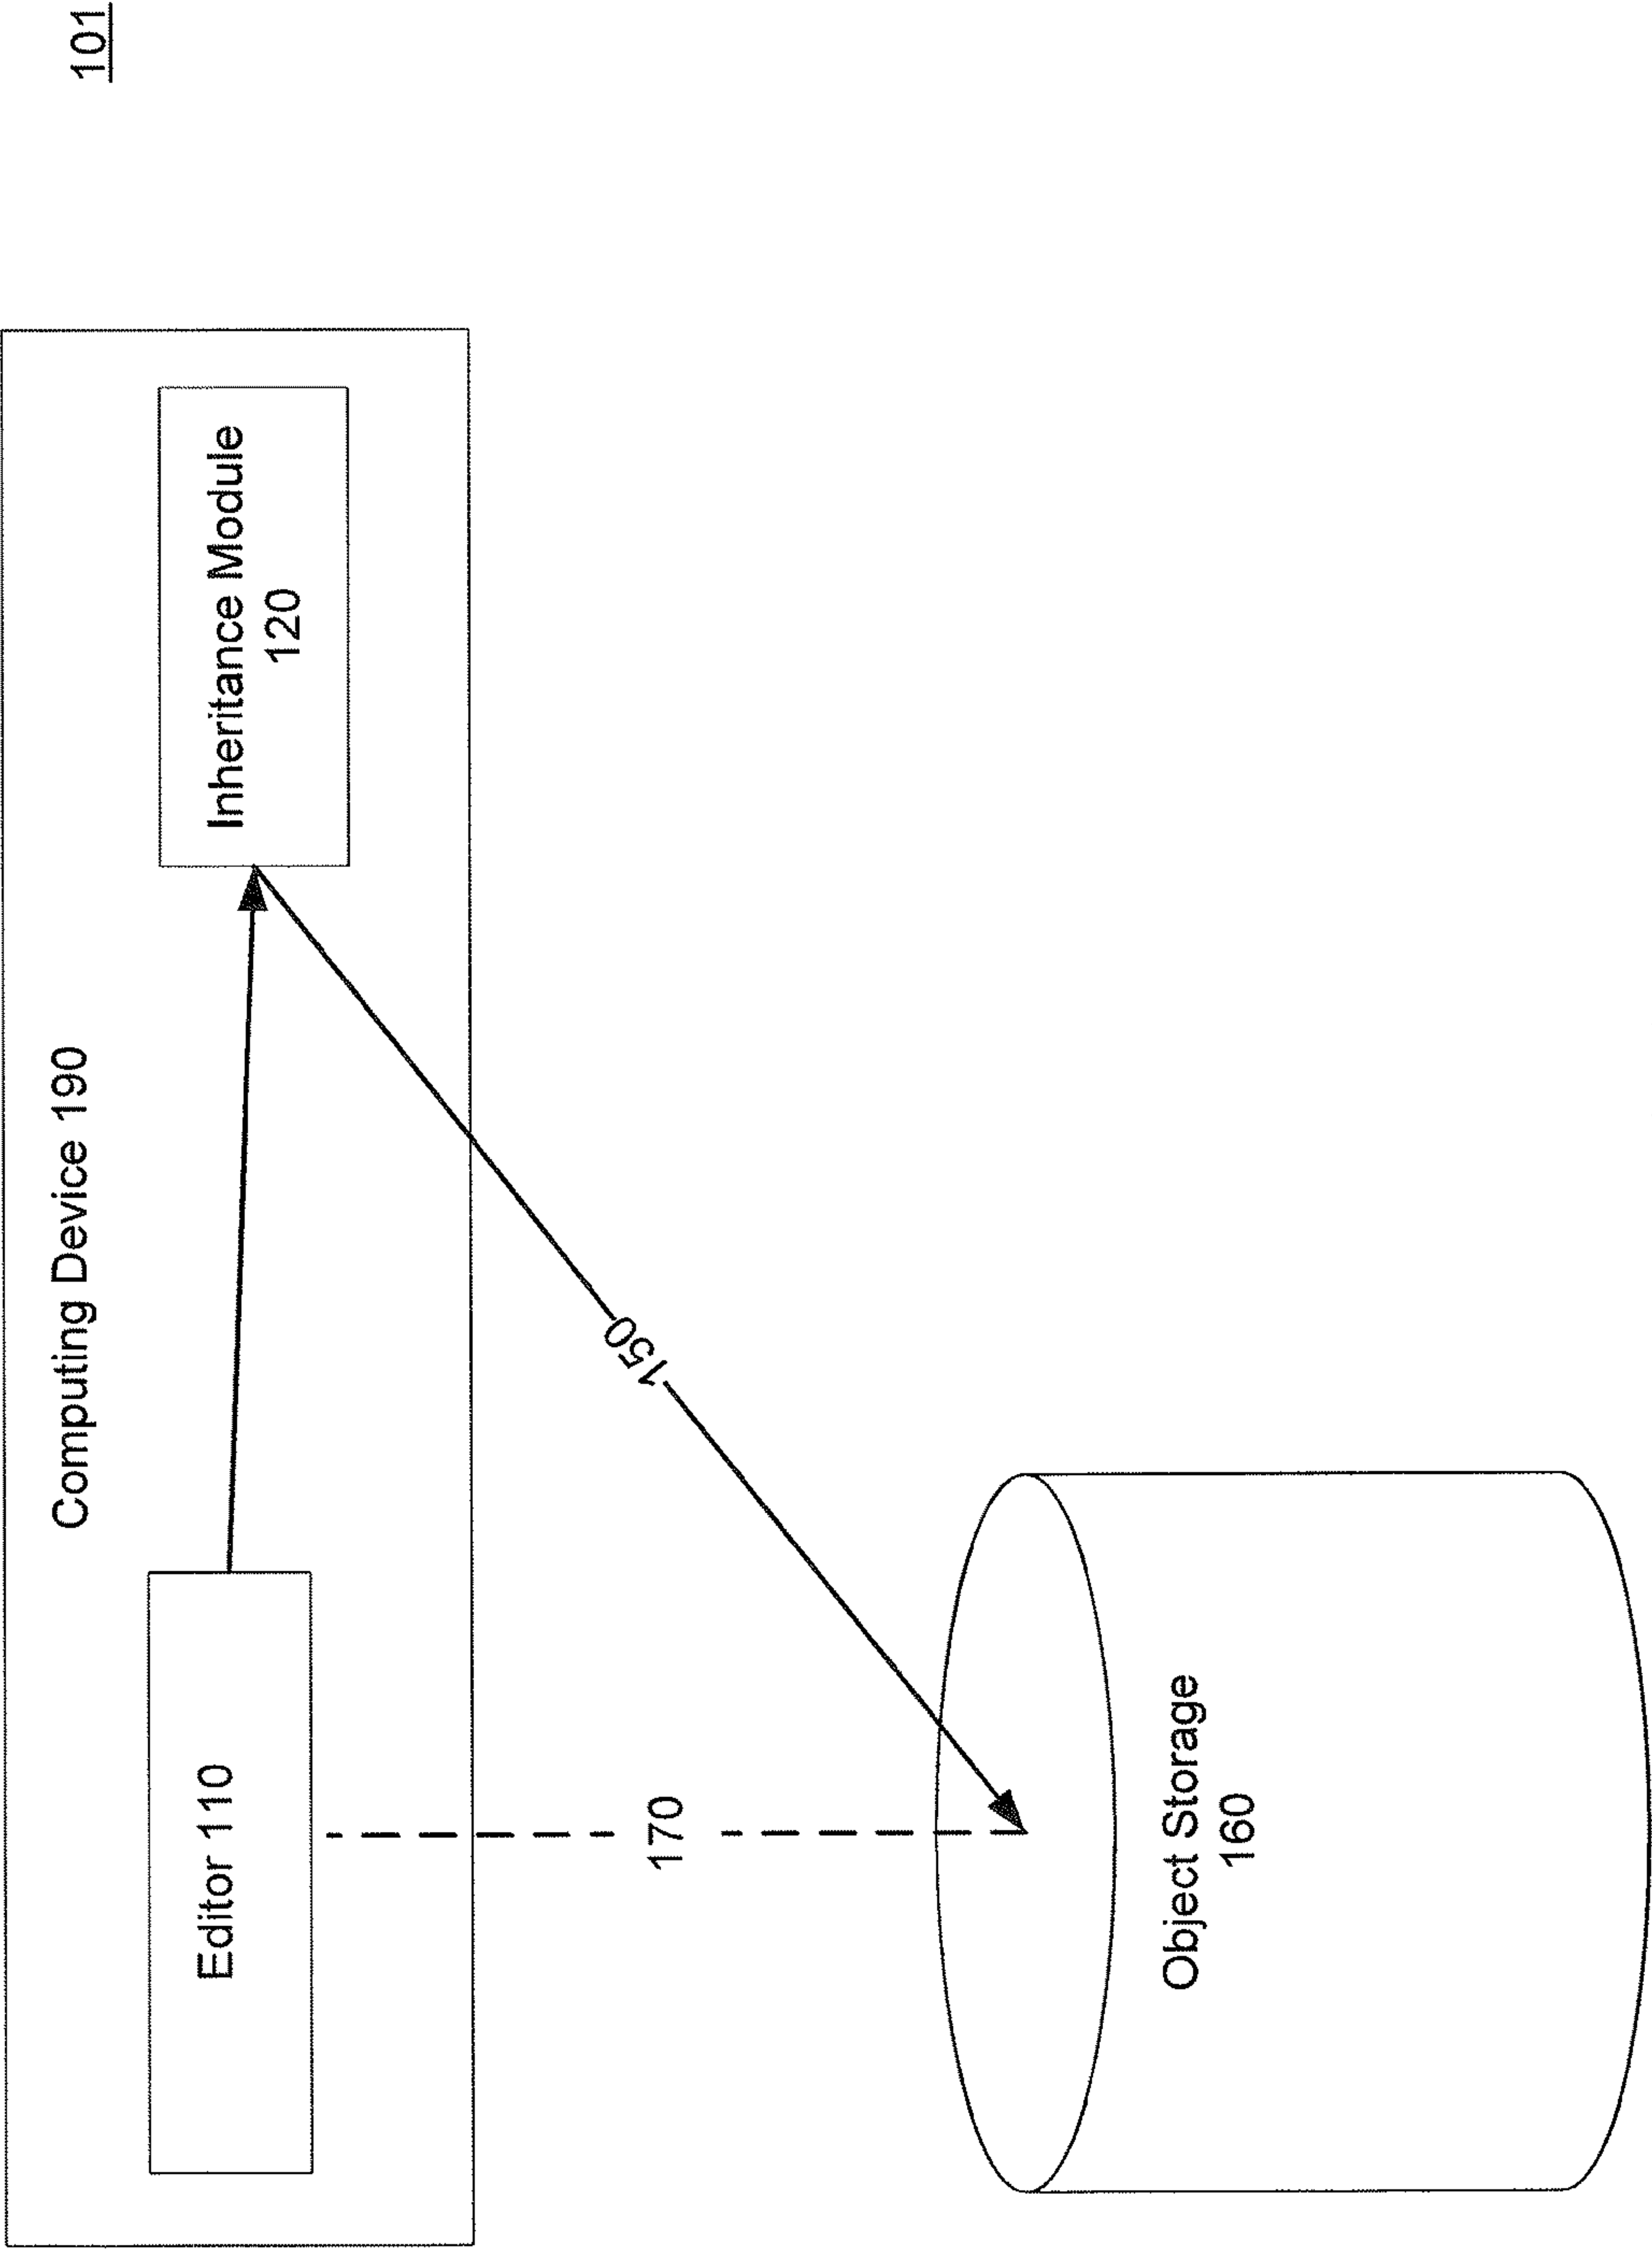 101
Computing Device 190
Editor 110
Inheritance Module
120
150
170
Object Storage
160